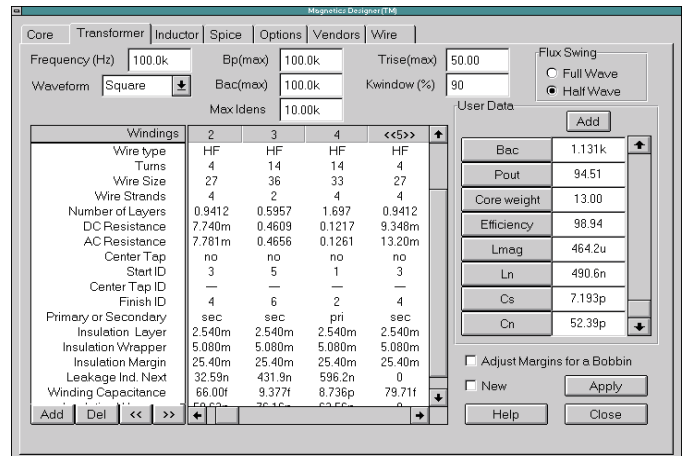 Magnetics Designer(TM)
Core Transformer Inductor Spice Options Vendors Wire
Frequency (Hz) 100.0k Bp(max) 100.0k Trise(max) 50.00 Flux Swing
Waveform Square Bac(max) 100.0k Kwindow (%) 90 Full Wave
Max Idens 10.00k Half Wave
User Data
Add
Windings 2 3 4 <<5>>
Wire type HF HF HF HF
Turns 4 14 14 4
Wire Size 27 36 33 27
Wire Strands 4 2 4 4
Number of Layers 0.9412 0.5957 1.697 0.9412
DC Resistance 7.740m 0.4609 0.1217 9.348m
AC Resistance 7.781m 0.4656 0.1261 13.20m
Center Tap no no no no
Start ID 3 5 1 3
Center Tap ID — — — —
Finish ID 4 6 2 4
Primary or Secondary sec sec pri sec
Insulation Layer 2.540m 2.540m 2.540m 2.540m
Insulation Wrapper 5.080m 5.080m 5.080m 5.080m
Insulation Margin 25.40m 25.40m 25.40m 25.40m
Leakage Ind. Next 32.59n 431.9n 596.2n 0
Winding Capacitance 66.00f 9.377f 8.736p 79.71f
Add Del << >>
Bac 1.131k
Pout 94.51
Core weight 13.00
Efficiency 98.94
Lmag 464.2u
Ln 490.6n
Cs 7.193p
Cn 52.39p
Adjust Margins for a Bobbin
New Apply
Help Close